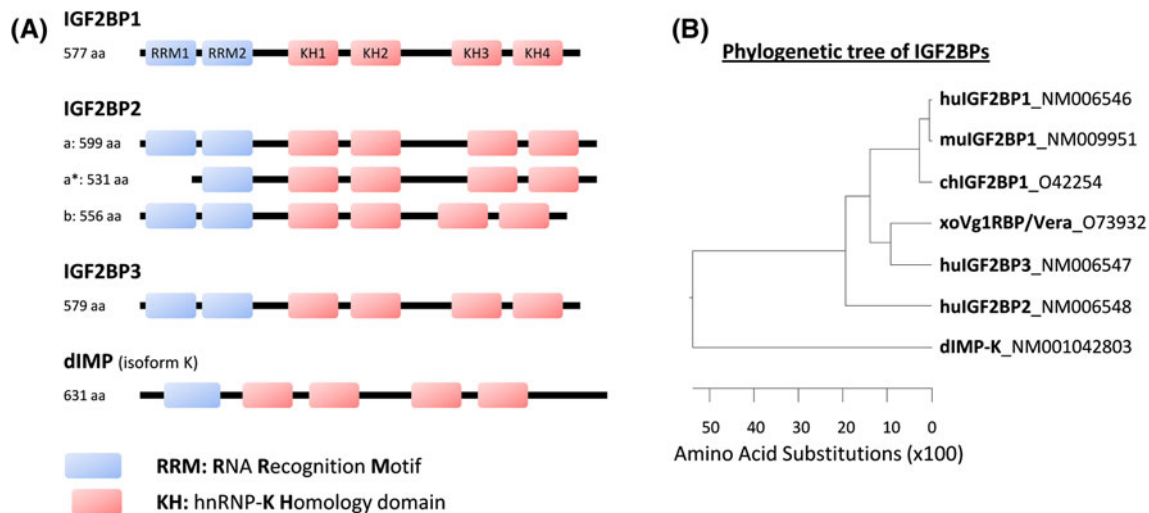 (A)
IGF2BP1
577 aa
RRM1 RRM2 KH1 KH2 KH3 KH4
IGF2BP2
a: 599 aa
a*: 531 aa
b: 556 aa
IGF2BP3
579 aa
dIMP (isoform K)
631 aa
RRM: RNA Recognition Motif
KH: hnRNP-K Homology domain
(B)
Phylogenetic tree of IGF2BPs
huIGF2BP1_NM006546
muIGF2BP1_NM009951
chIGF2BP1_O42254
xoVg1RBP/Vera_O73932
huIGF2BP3_NM006547
huIGF2BP2_NM006548
dIMP-K_NM001042803
50 40 30 20 10 0
Amino Acid Substitutions (x100)